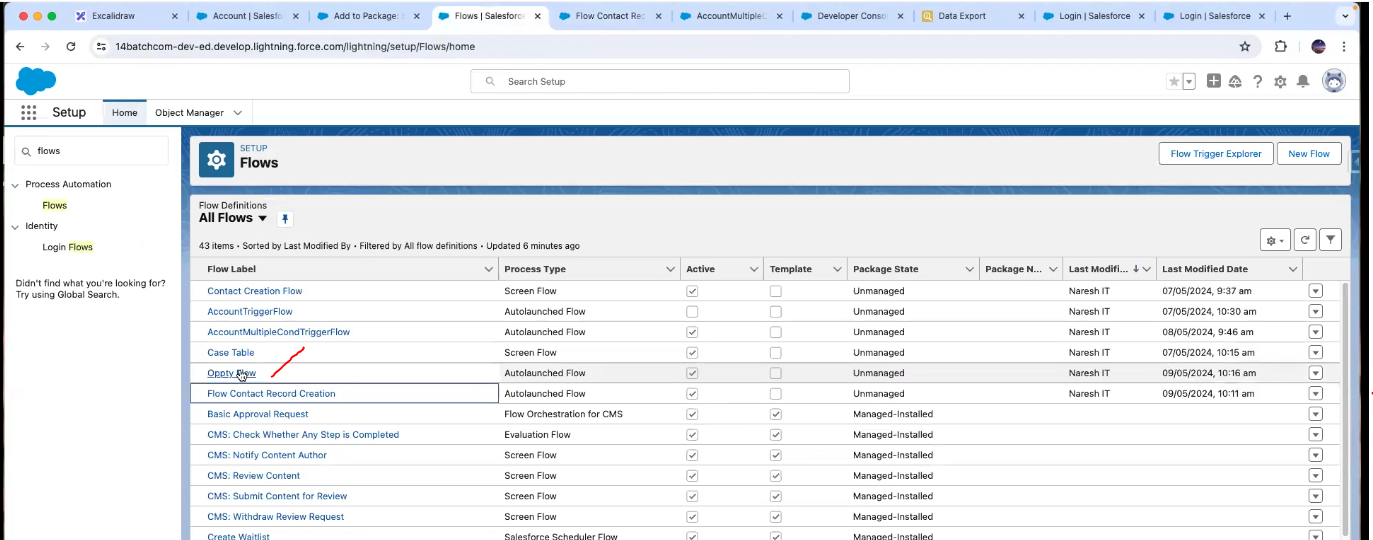 Excalidraw
Account | Salesfo
Add to Package:
Flows | Salesforce
Flow Contact Rec
AccountMultipleC
Developer Conso
Data Export
Login | Salesforce
Login | Salesforce
14batchcom-dev-ed.develop.lightning.force.com/lightning/setup/Flows/home
Search Setup
Setup
Home
Object Manager
flows
Process Automation
Flows
Identity
Login Flows
Didn't find what you're looking for?
Try using Global Search.
SETUP
Flows
Flow Trigger Explorer
New Flow
Flow Definitions
All Flows
43 items • Sorted by Last Modified By • Filtered by All flow definitions • Updated 6 minutes ago
Flow Label Process Type Active Template Package State Package N... Last Modifi... Last Modified Date
Contact Creation Flow Screen Flow Unmanaged Naresh IT 07/05/2024, 9:37 am
AccountTriggerFlow Autolaunched Flow Unmanaged Naresh IT 07/05/2024, 10:30 am
AccountMultipleCondTriggerFlow Autolaunched Flow Unmanaged Naresh IT 08/05/2024, 9:46 am
Case Table Screen Flow Unmanaged Naresh IT 07/05/2024, 10:15 am
Oppty Flow Autolaunched Flow Unmanaged Naresh IT 09/05/2024, 10:16 am
Flow Contact Record Creation Autolaunched Flow Unmanaged Naresh IT 09/05/2024, 10:11 am
Basic Approval Request Flow Orchestration for CMS Managed-Installed
CMS: Check Whether Any Step is Completed Evaluation Flow Managed-Installed
CMS: Notify Content Author Screen Flow Managed-Installed
CMS: Review Content Screen Flow Managed-Installed
CMS: Submit Content for Review Screen Flow Managed-Installed
CMS: Withdraw Review Request Screen Flow Managed-Installed
Create Waitlist Salesforce Scheduler Flow Managed-Installed